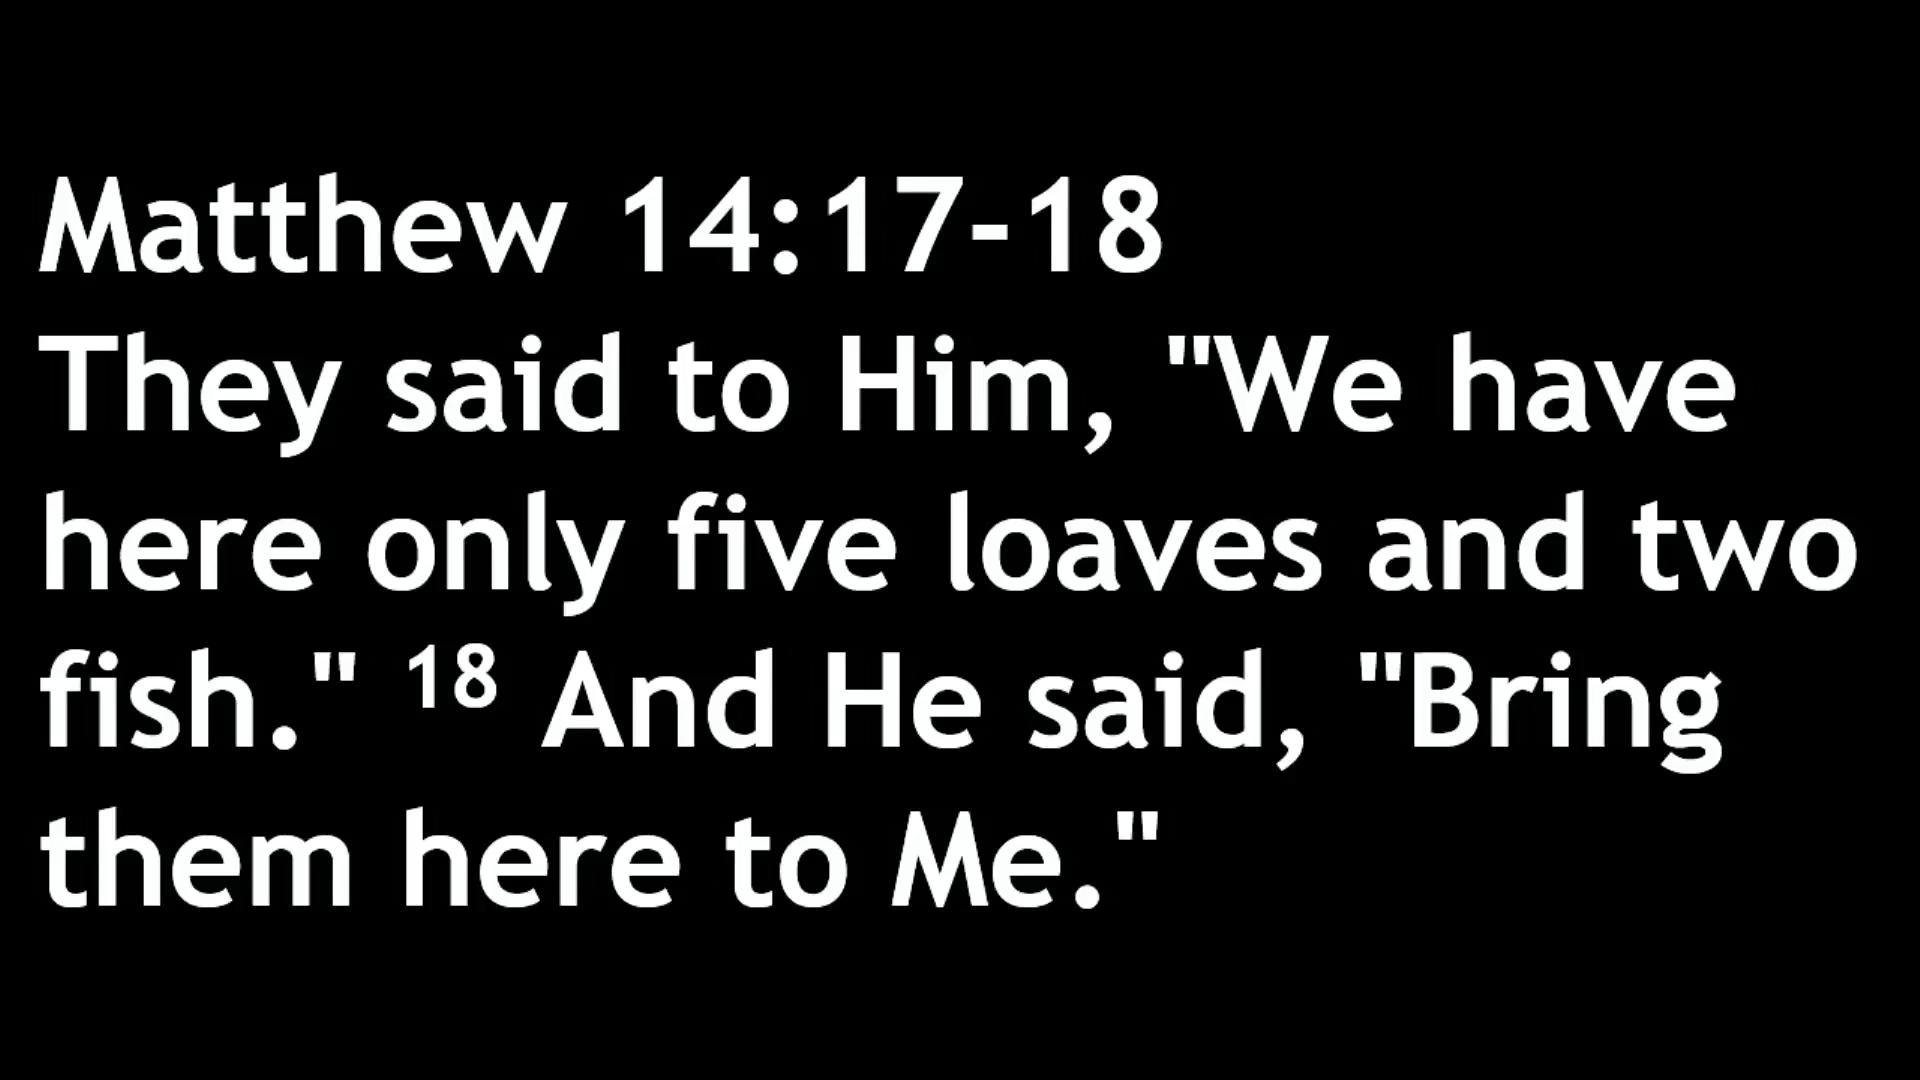 Matthew 14:17-18
They said to Him, "We have
here only five loaves and two
fish." 18 And He said, "Bring
them here to Me."